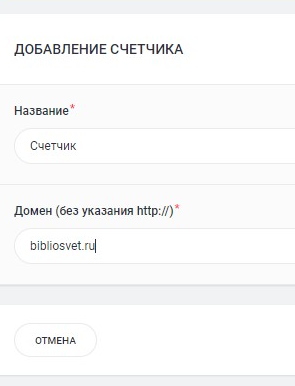 ДОБАВЛЕНИЕ СЧЕТЧИКА
Название*
Счетчик
Домен (без указания http://)*
bibliosvet.ru
ОТМЕНА